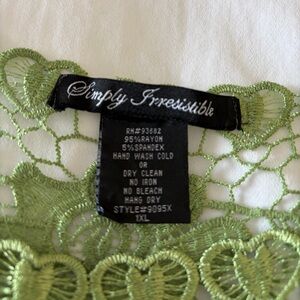 Simply Irresistible
RN#93682
95%RAYON
5%SPANDEX
HAND WASH COLD
OR
DRY CLEAN
NO IRON
NO BLEACH
HANG DRY
STYLE#9095X
1XL